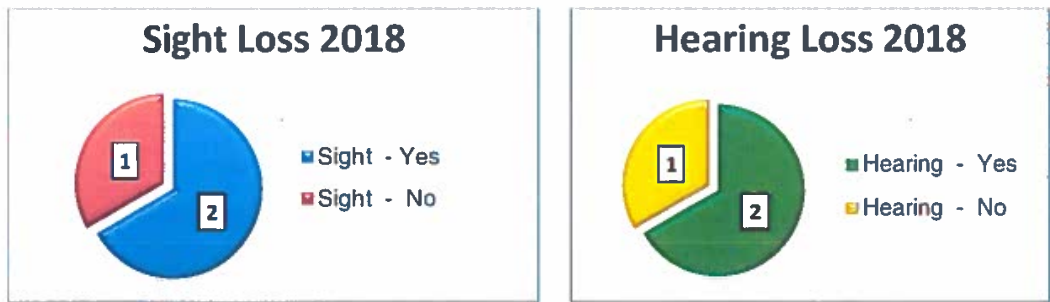 Sight Loss 2018
1
2
Sight - Yes
Sight - No
Hearing Loss 2018
1
2
Hearing - Yes
Hearing - No